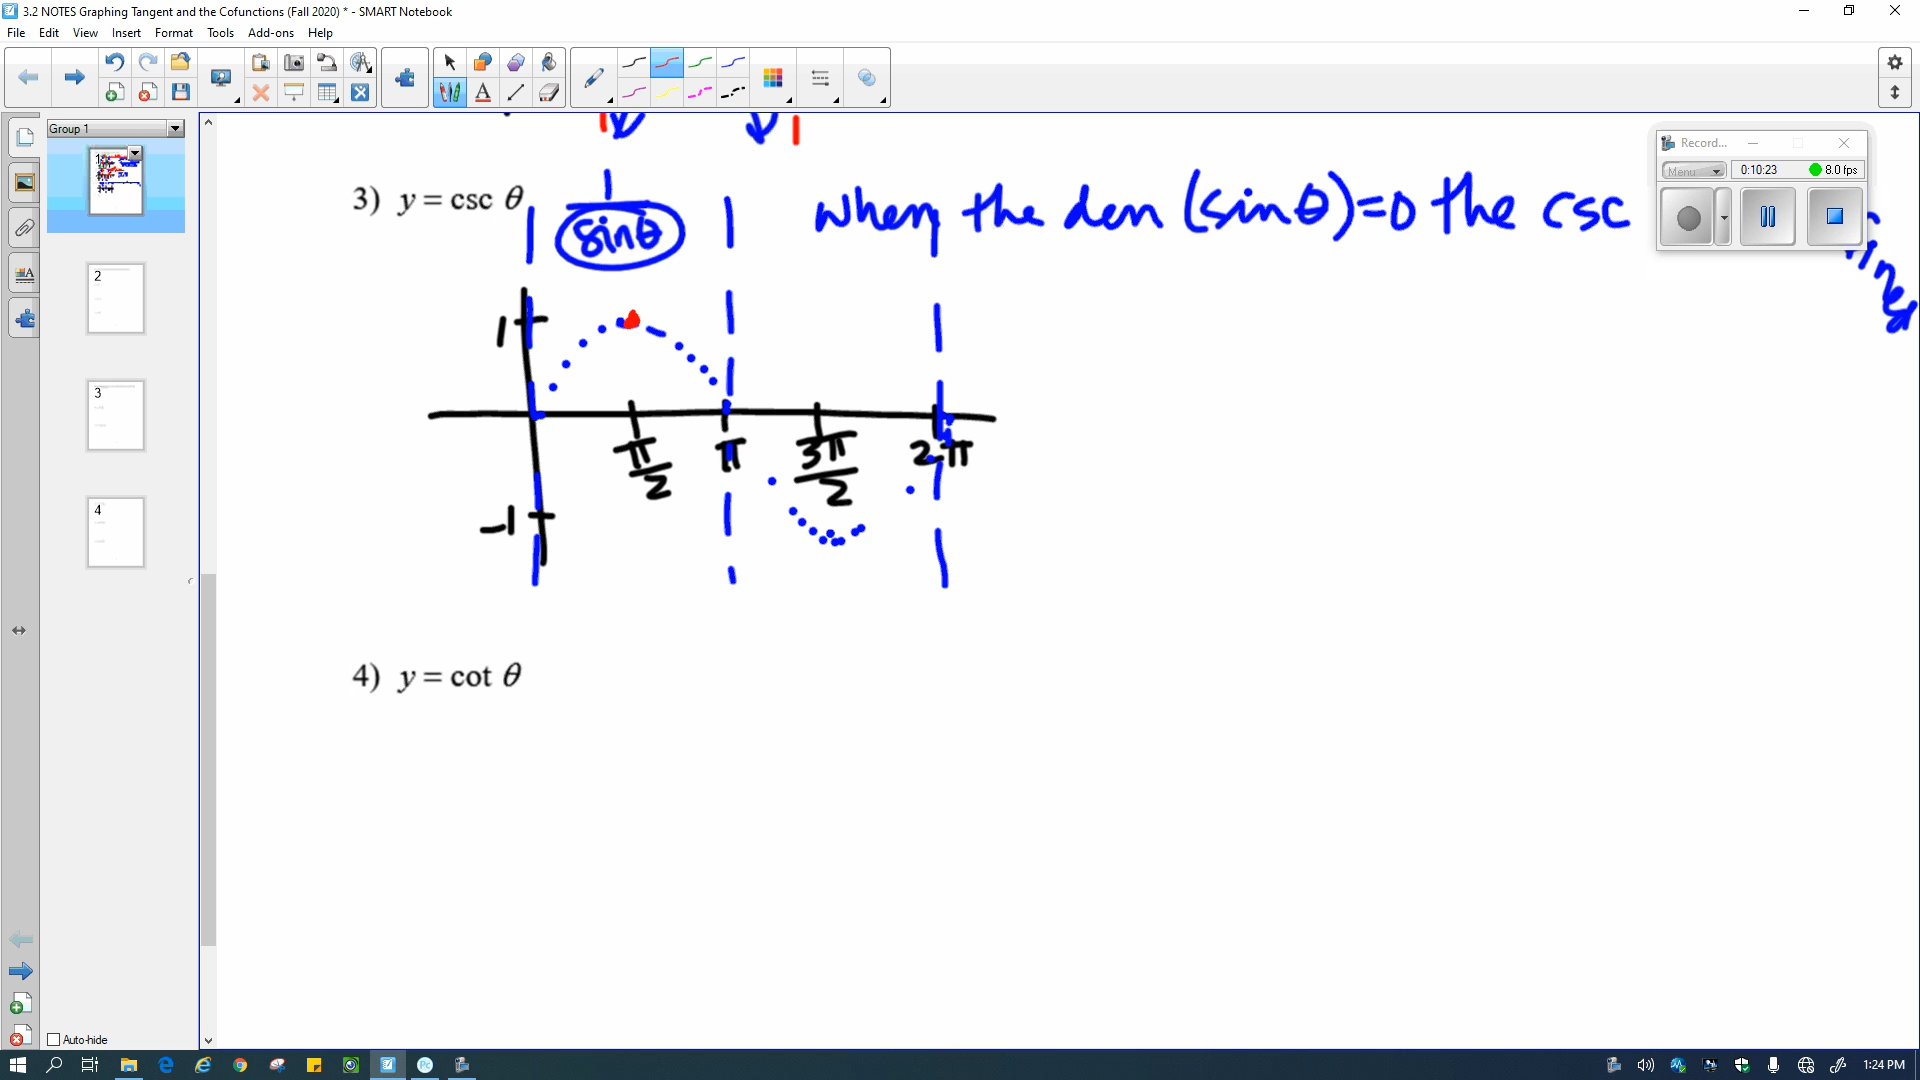 3.2 NOTES Graphing Tangent and the Cofunctions (Fall 2020) * - SMART Notebook
File Edit View Insert Format Tools Add-ons Help
Group 1
1
2
3
4
Auto-hide
Record...
Menu 0:10:23 8.0 fps
3) y = csc θ
1
sinθ
when the den (sinθ)=0 the csc
1
π/2 π 3π/2 2π
-1
4) y = cot θ
1:24 PM